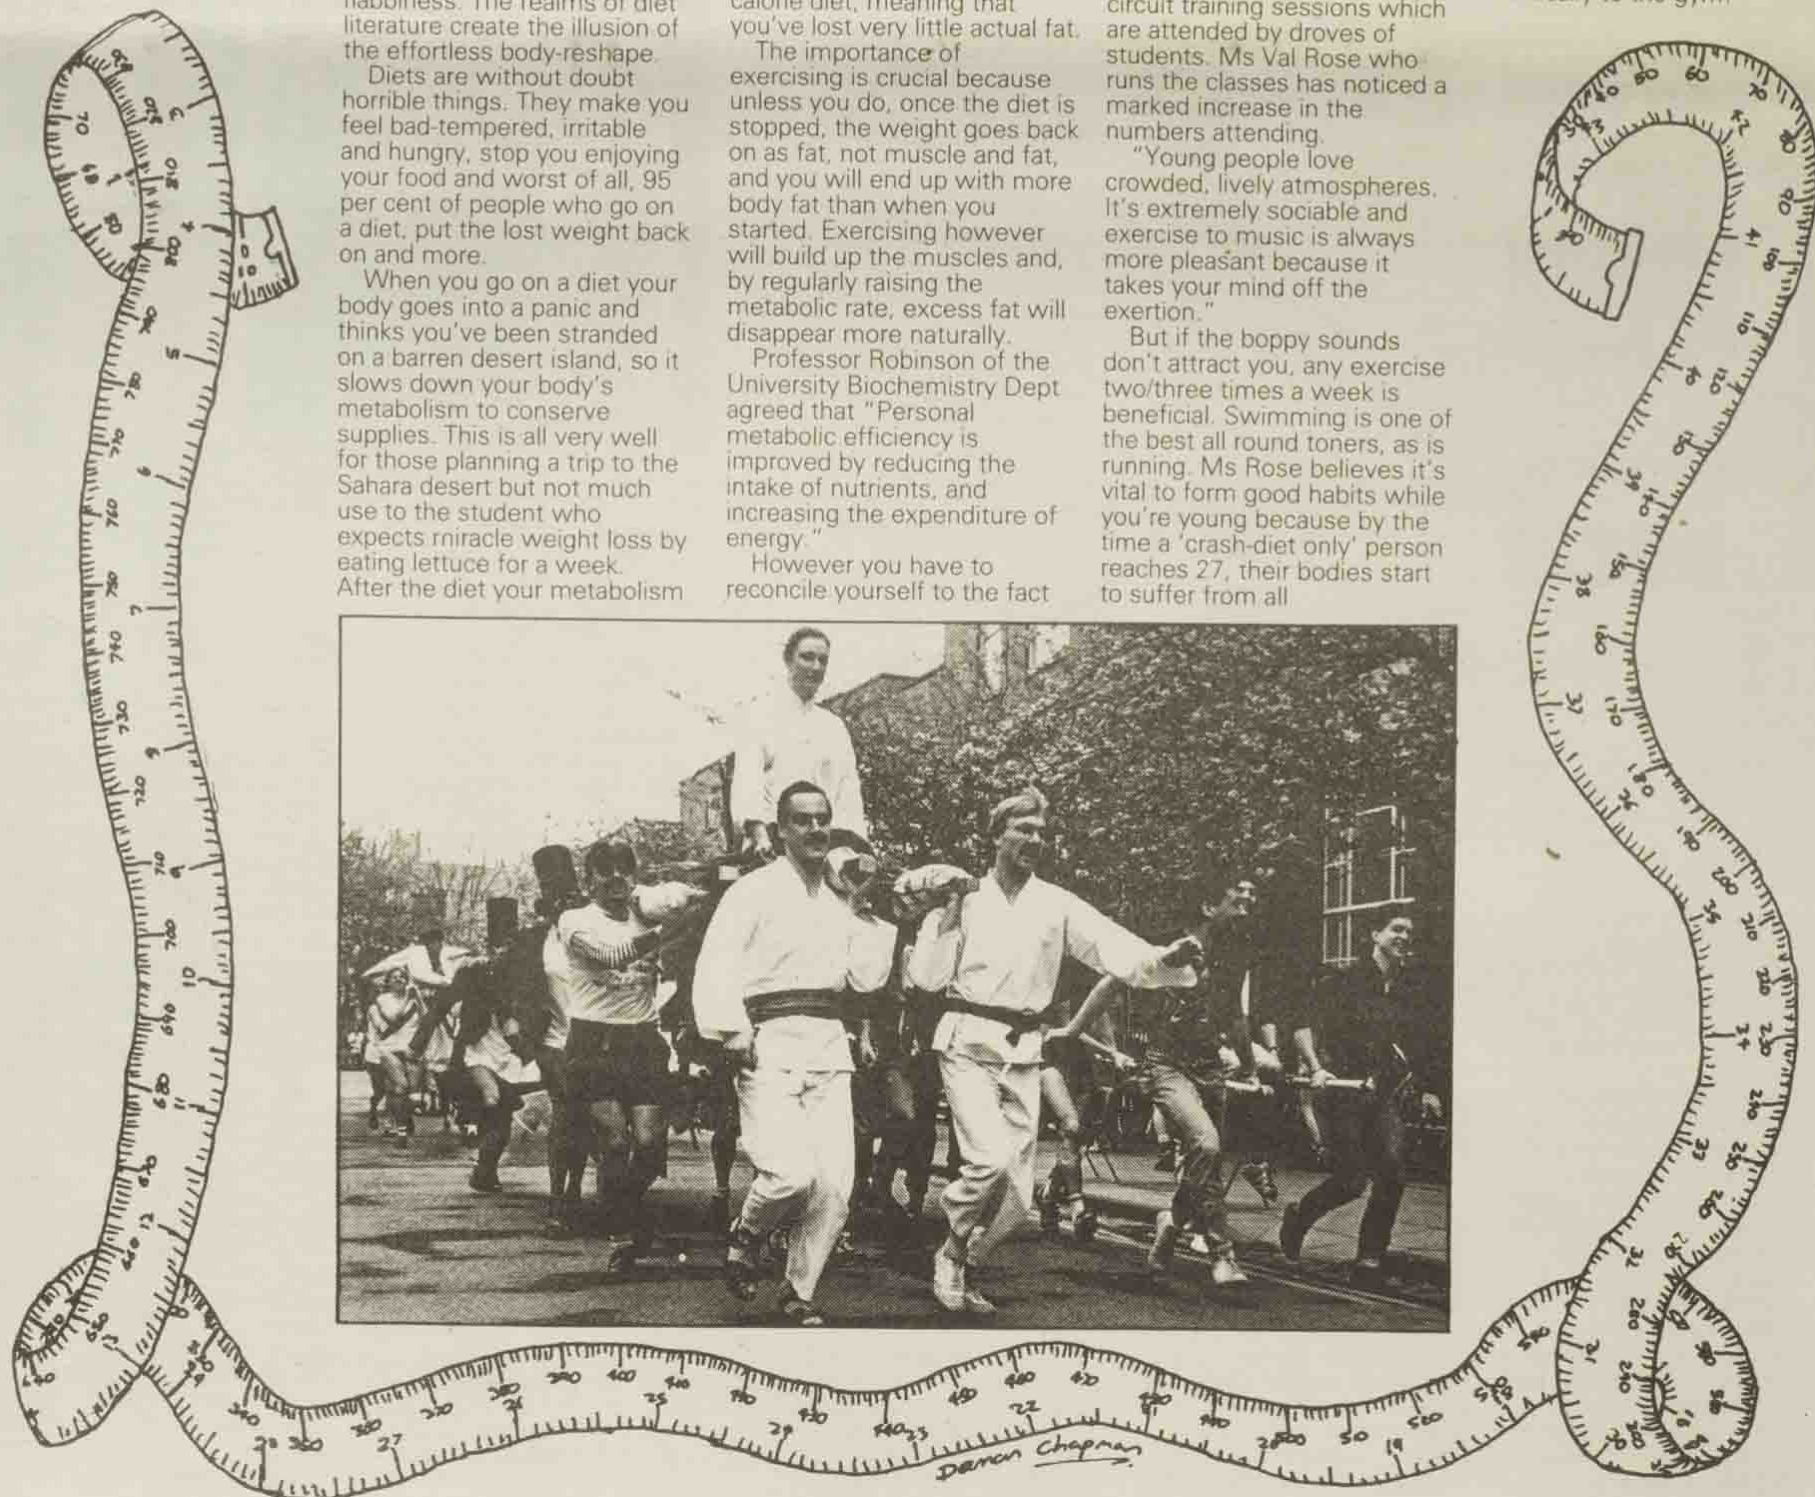 literature create the illusion of
the effortless body-reshape.
Diets are without doubt
horrible things. They make you
feel bad-tempered, irritable
and hungry, stop you enjoying
your food and worst of all, 95
per cent of people who go on
a diet, put the lost weight back
on and more.
When you go on a diet your
body goes into a panic and
thinks you've been stranded
on a barren desert island, so it
slows down your body's
metabolism to conserve
supplies. This is all very well
for those planning a trip to the
Sahara desert but not much
use to the student who
expects miracle weight loss by
eating lettuce for a week.
After the diet your metabolism
calorie diet, meaning that
you've lost very little actual fat.
The importance of
exercising is crucial because
unless you do, once the diet is
stopped, the weight goes back
on as fat, not muscle and fat,
and you will end up with more
body fat than when you
started. Exercising however
will build up the muscles and,
by regularly raising the
metabolic rate, excess fat will
disappear more naturally.
Professor Robinson of the
University Biochemistry Dept
agreed that "Personal
metabolic efficiency is
improved by reducing the
intake of nutrients, and
increasing the expenditure of
energy."
However you have to
reconcile yourself to the fact
circuit training sessions which
are attended by droves of
students. Ms Val Rose who
runs the classes has noticed a
marked increase in the
numbers attending.
"Young people love
crowded, lively atmospheres.
It's extremely sociable and
exercise to music is always
more pleasant because it
takes your mind off the
exertion."
But if the boppy sounds
don't attract you, any exercise
two/three times a week is
beneficial. Swimming is one of
the best all round toners, as is
running. Ms Rose believes it's
vital to form good habits while
you're young because by the
time a 'crash-diet only' person
reaches 27, their bodies start
to suffer from all
Chapman